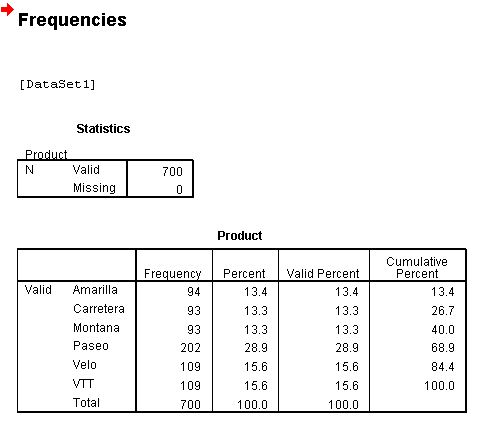 Frequencies
[DataSet1]
Statistics
Product
N Valid 700
Missing 0
Product
Frequency Percent Valid Percent Cumulative Percent
Valid Amarilla 94 13.4 13.4 13.4
Carretera 93 13.3 13.3 26.7
Montana 93 13.3 13.3 40.0
Paseo 202 28.9 28.9 68.9
Velo 109 15.6 15.6 84.4
VTT 109 15.6 15.6 100.0
Total 700 100.0 100.0